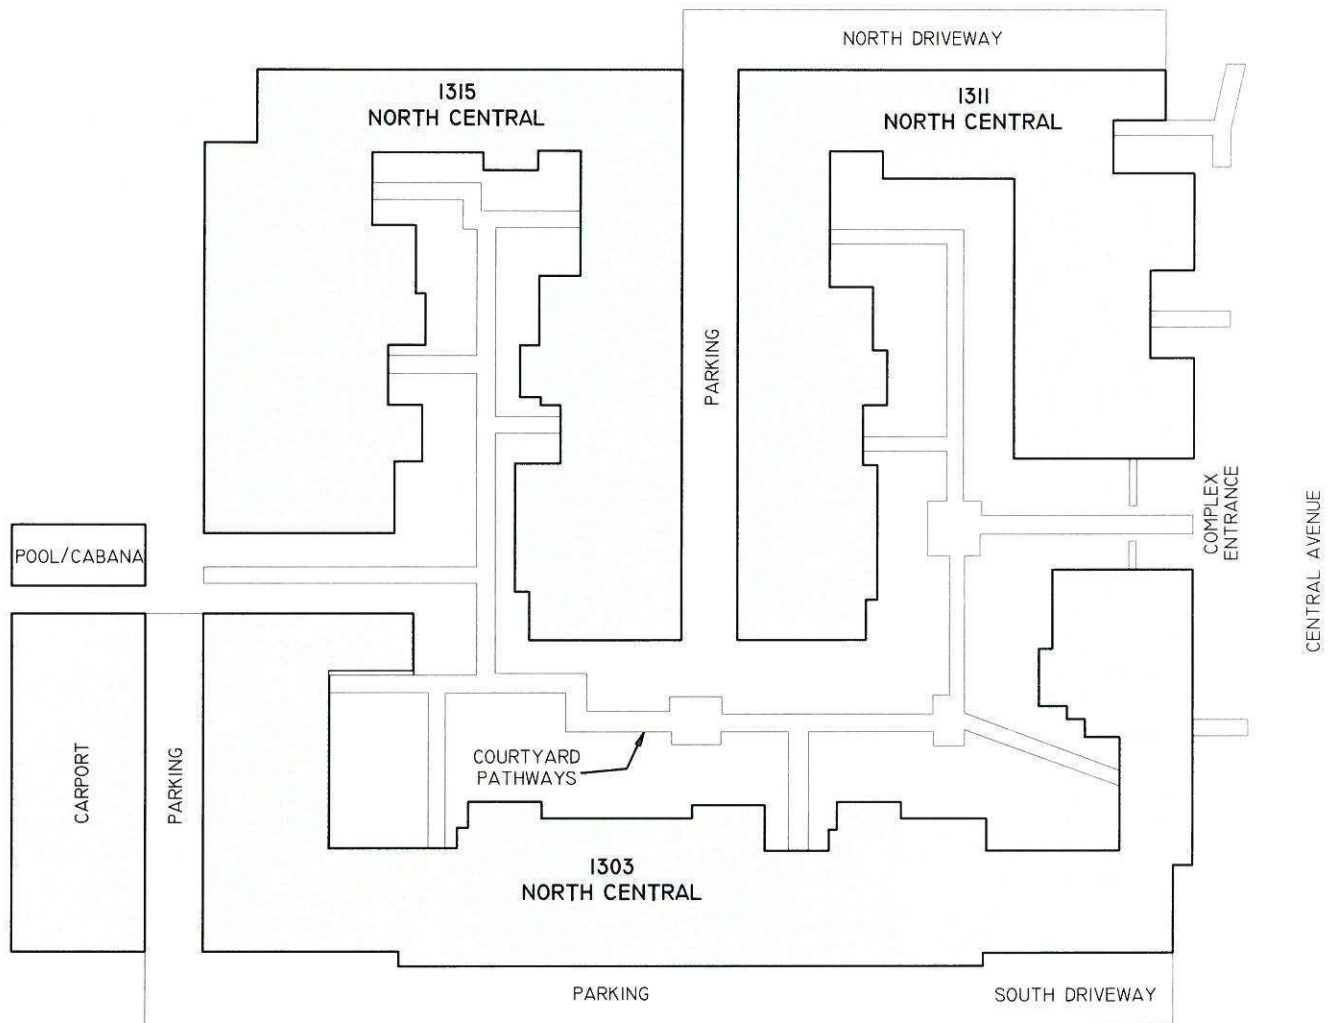 NORTH DRIVEWAY
1315
NORTH CENTRAL
1311
NORTH CENTRAL
PARKING
COMPLEX
ENTRANCE
CENTRAL AVENUE
POOL/CABANA
CARPORT
PARKING
COURTYARD
PATHWAYS
1303
NORTH CENTRAL
PARKING
SOUTH DRIVEWAY